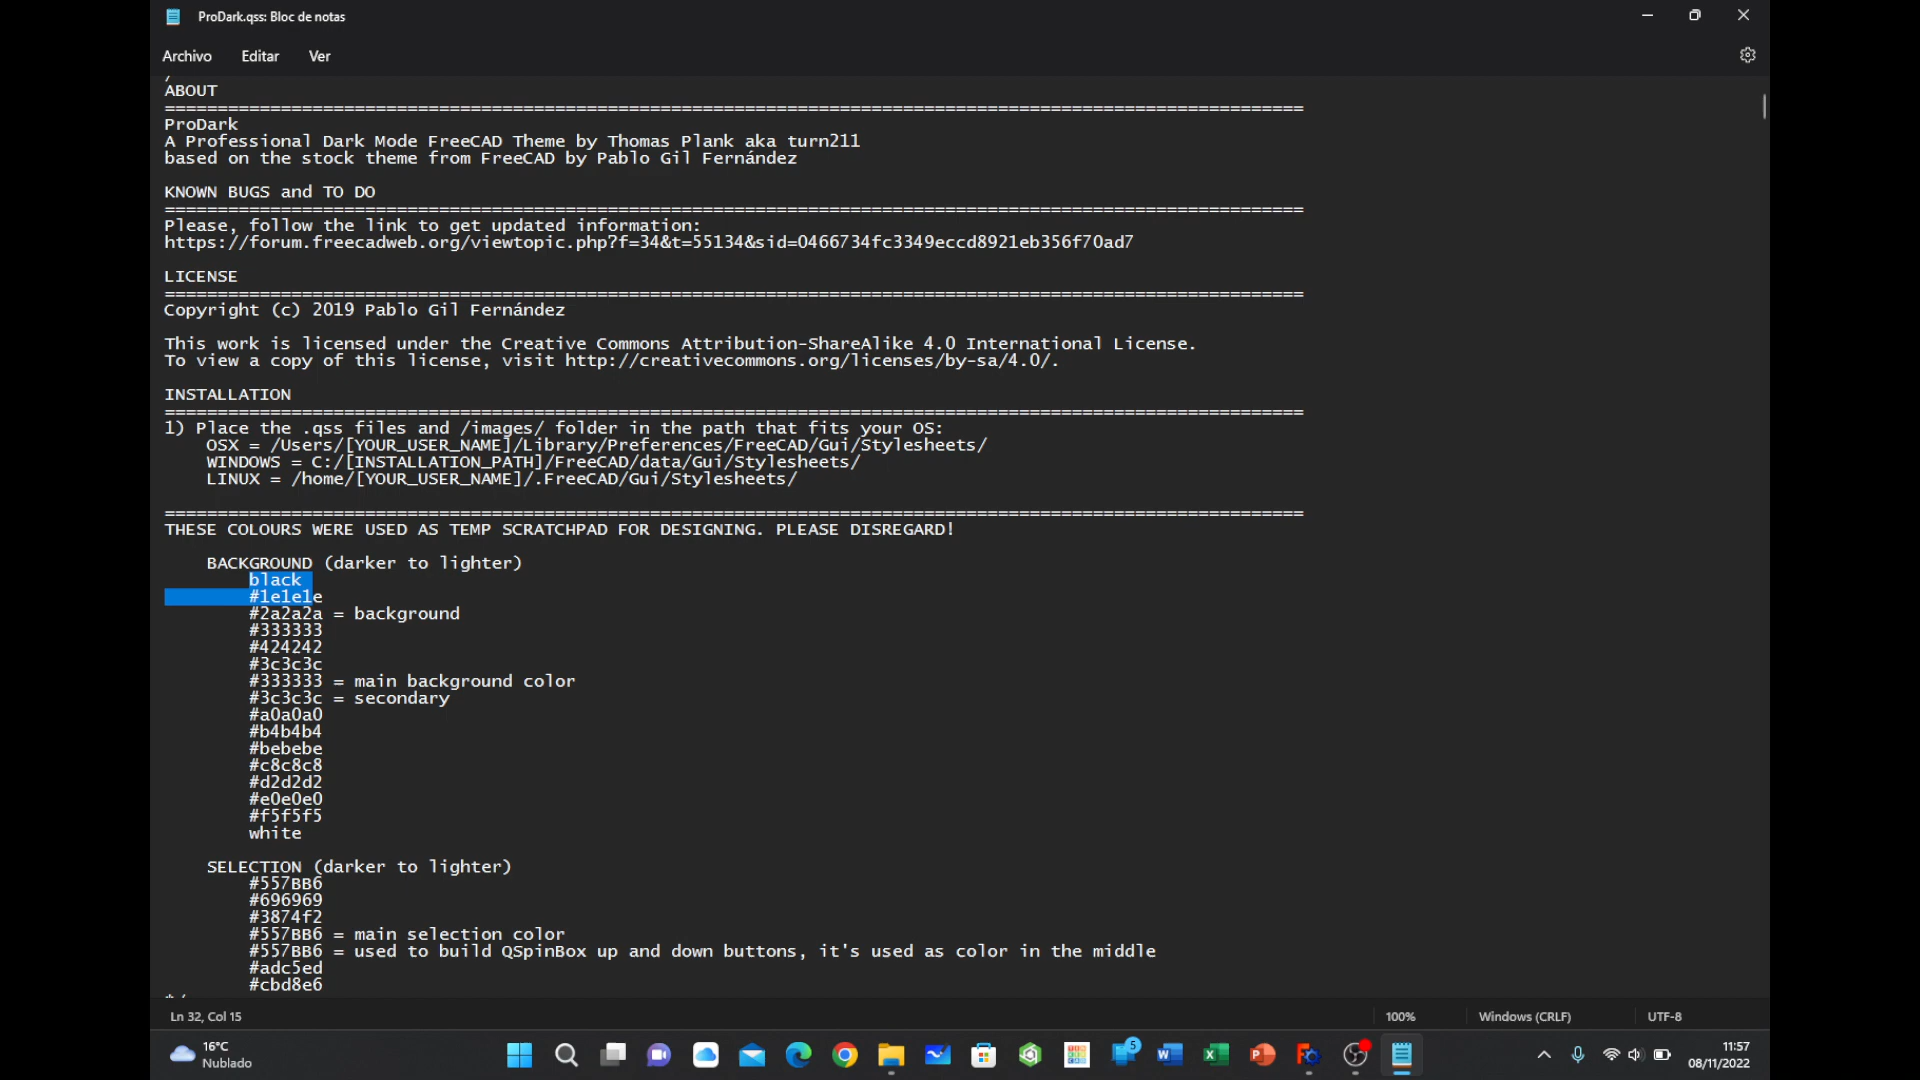 ProDark.qss: Bloc de notas
Archivo Editar Ver
/
ABOUT
============================================================================================================
ProDark
A Professional Dark Mode FreeCAD Theme by Thomas Plank aka turn211
based on the stock theme from FreeCAD by Pablo Gil Fernández
KNOWN BUGS and TO DO
============================================================================================================
Please, follow the link to get updated information:
https://forum.freecadweb.org/viewtopic.php?f=34&t=55134&sid=0466734fc3349eccd8921eb356f70ad7
LICENSE
============================================================================================================
Copyright (c) 2019 Pablo Gil Fernández
This work is licensed under the Creative Commons Attribution-ShareAlike 4.0 International License.
To view a copy of this license, visit http://creativecommons.org/licenses/by-sa/4.0/.
INSTALLATION
============================================================================================================
1) Place the .qss files and /images/ folder in the path that fits your OS:
OSX = /Users/[YOUR_USER_NAME]/Library/Preferences/FreeCAD/Gui/Stylesheets/
WINDOWS = C:/[INSTALLATION_PATH]/FreeCAD/data/Gui/Stylesheets/
LINUX = /home/[YOUR_USER_NAME]/.FreeCAD/Gui/Stylesheets/
============================================================================================================
THESE COLOURS WERE USED AS TEMP SCRATCHPAD FOR DESIGNING. PLEASE DISREGARD!
BACKGROUND (darker to lighter)
black
#1e1e1e
#2a2a2a = background
#333333
#424242
#3c3c3c
#333333 = main background color
#3c3c3c = secondary
#a0a0a0
#b4b4b4
#bebebe
#c8c8c8
#d2d2d2
#e0e0e0
#f5f5f5
white
SELECTION (darker to lighter)
#557BB6
#696969
#3874f2
#557BB6 = main selection color
#557BB6 = used to build QSpinBox up and down buttons, it's used as color in the middle
#adc5ed
#cbd8e6
*/
Ln 32, Col 15 100% Windows (CRLF) UTF-8
16°C
Nublado
5
11:57
08/11/2022